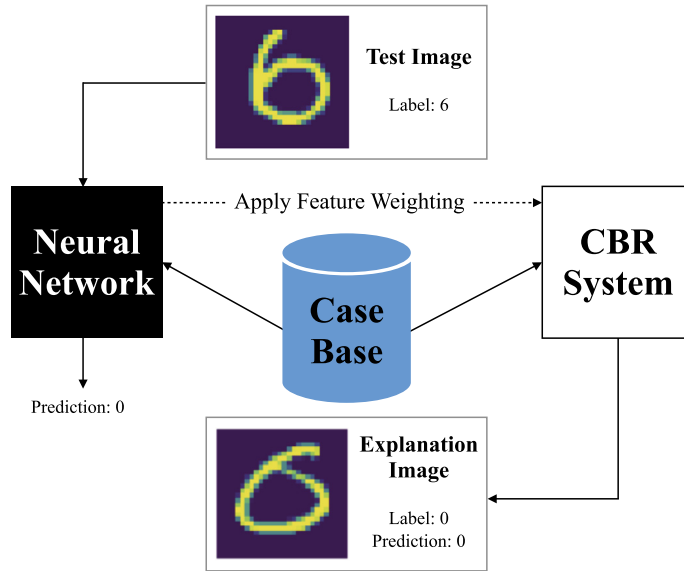 Test Image
Label: 6
Neural
Network
Apply Feature Weighting
CBR
System
Case
Base
Prediction: 0
Explanation
Image
Label: 0
Prediction: 0